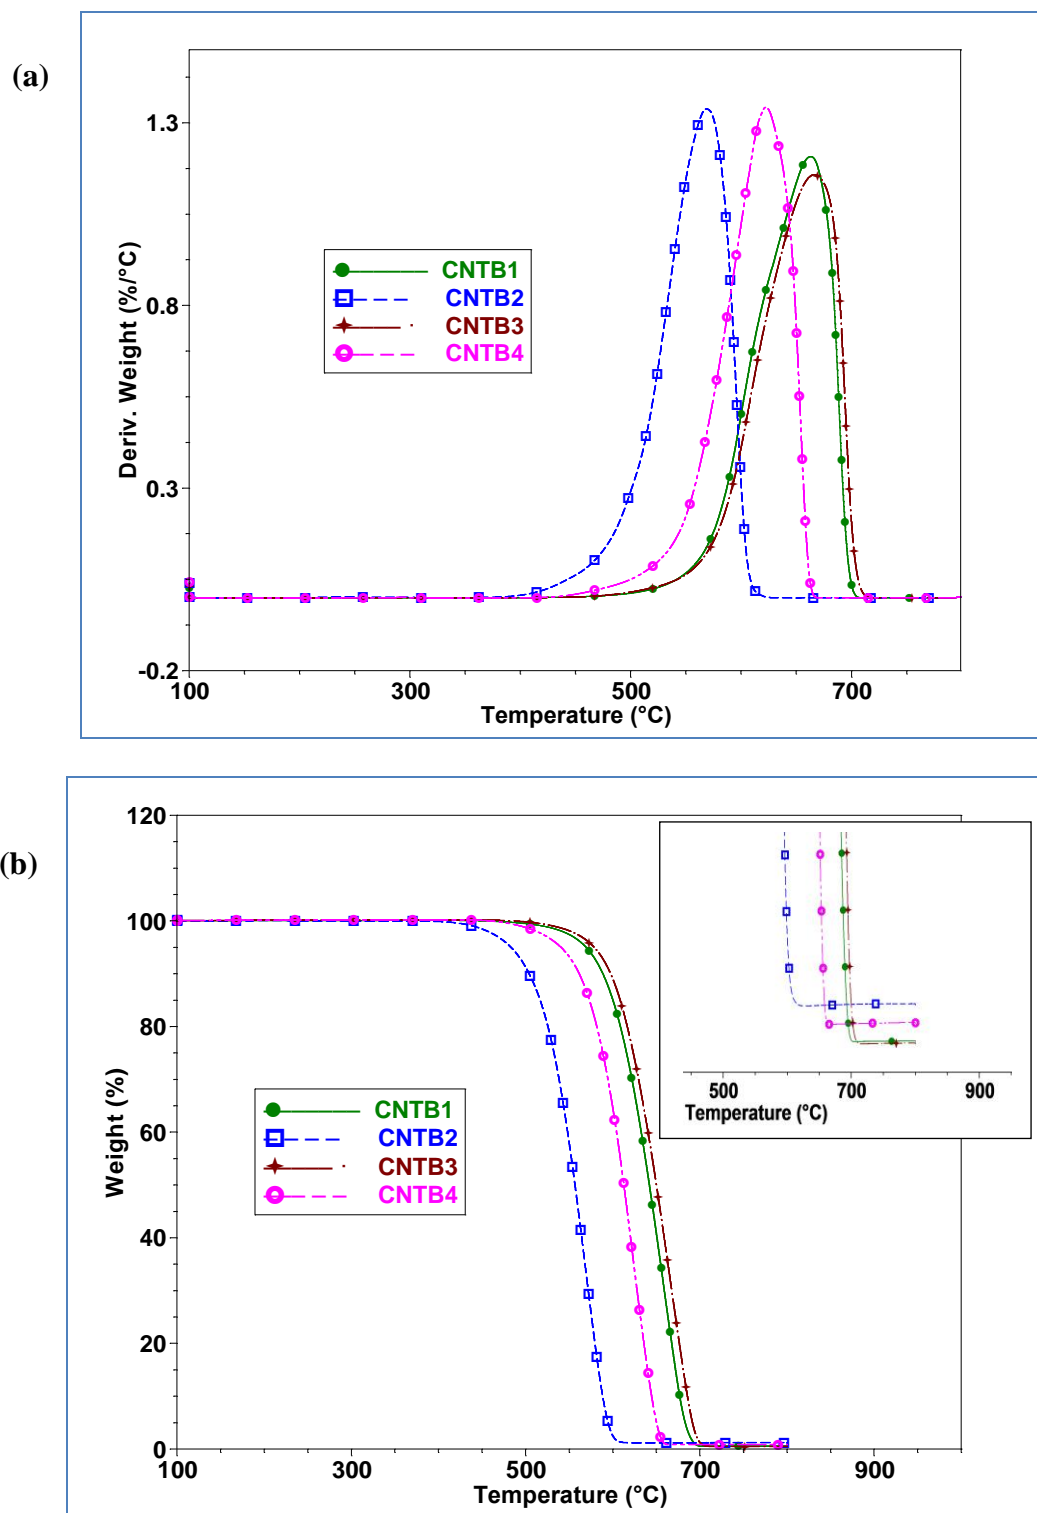 (a)
1.3
0.8
0.3
-0.2
Deriv. Weight (%/°C)
CNTB1
CNTB2
CNTB3
CNTB4
100
300
500
700
Temperature (°C)
(b)
120
100
80
60
40
20
0
Weight (%)
CNTB1
CNTB2
CNTB3
CNTB4
500
700
900
Temperature (°C)
100
300
500
700
900
Temperature (°C)